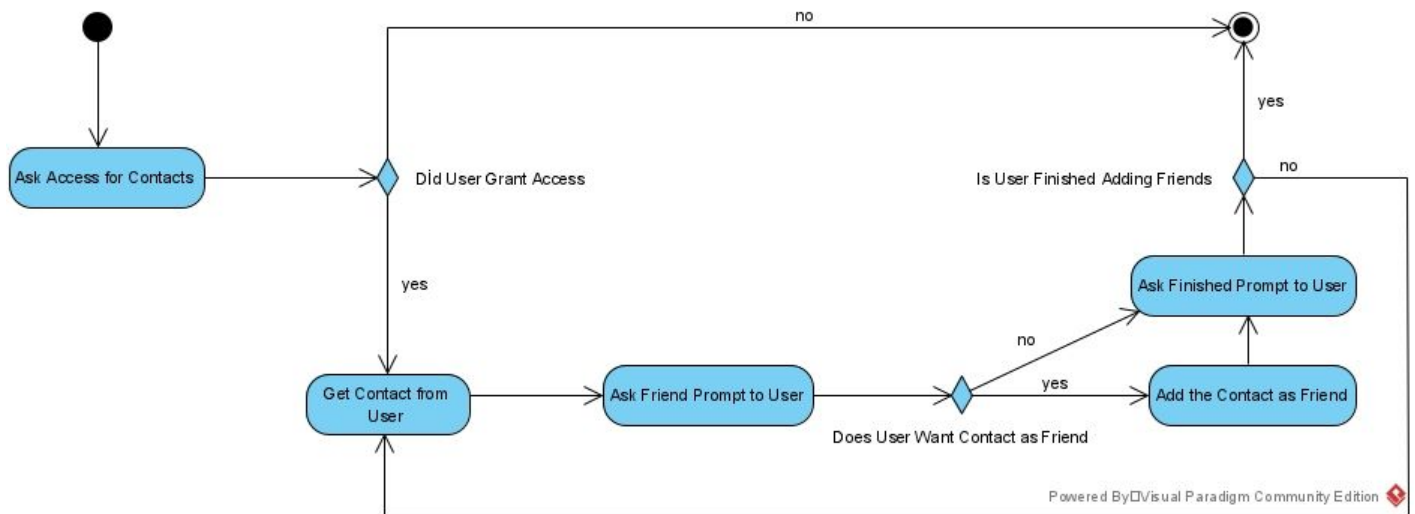 no
yes
Ask Access for Contacts
Dİd User Grant Access
Is User Finished Adding Friends
no
yes
Ask Finished Prompt to User
no
Get Contact from
User
Ask Friend Prompt to User
yes
Add the Contact as Friend
Does User Want Contact as Friend
Powered By□Visual Paradigm Community Edition